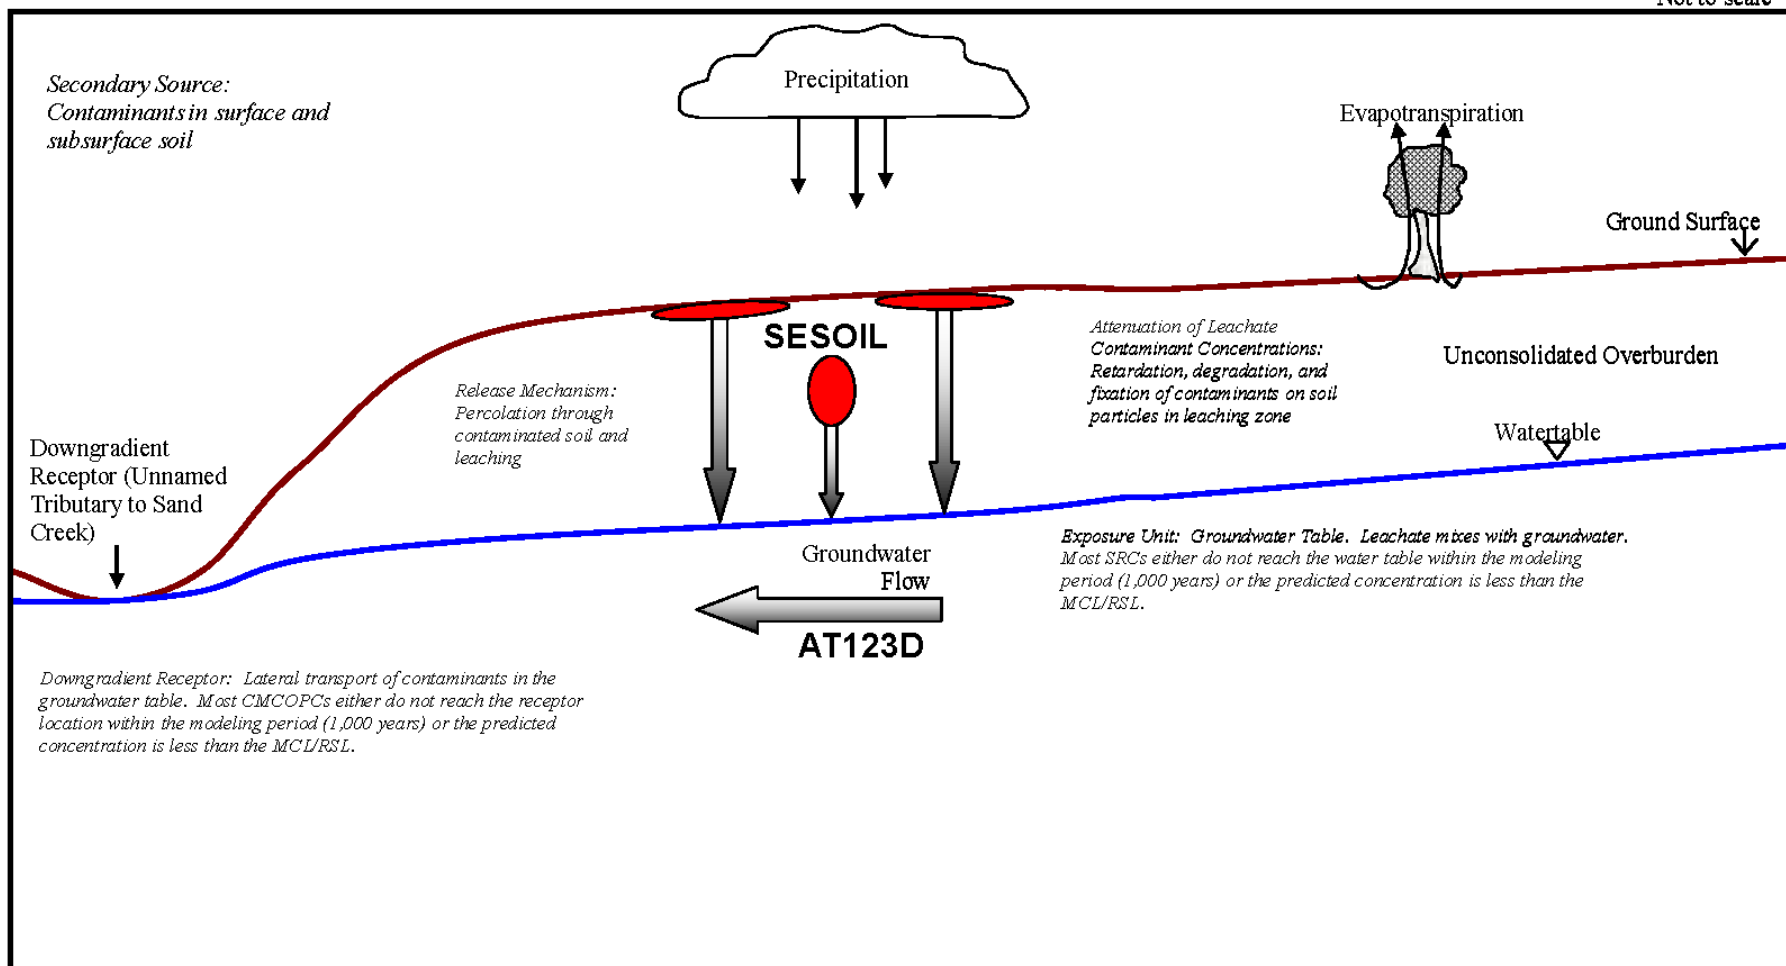 Not to scale
Secondary Source:
Contaminants in surface and
subsurface soil
Precipitation
Evapotranspiration
Ground Surface
SESOIL
Attenuation of Leachate
Contaminant Concentrations:
Retardation, degradation, and
fixation of contaminants on soil
particles in leaching zone
Unconsolidated Overburden
Release Mechanism:
Percolation through
contaminated soil and
leaching
Watertable
Downgradient
Receptor (Unnamed
Tributary to Sand
Creek)
Groundwater
Flow
AT123D
Exposure Unit: Groundwater Table. Leachate mixes with groundwater.
Most SRCs either do not reach the water table within the modeling
period (1,000 years) or the predicted concentration is less than the
MCL/RSL.
Downgradient Receptor: Lateral transport of contaminants in the
groundwater table. Most CMCOPCs either do not reach the receptor
location within the modeling period (1,000 years) or the predicted
concentration is less than the MCL/RSL.